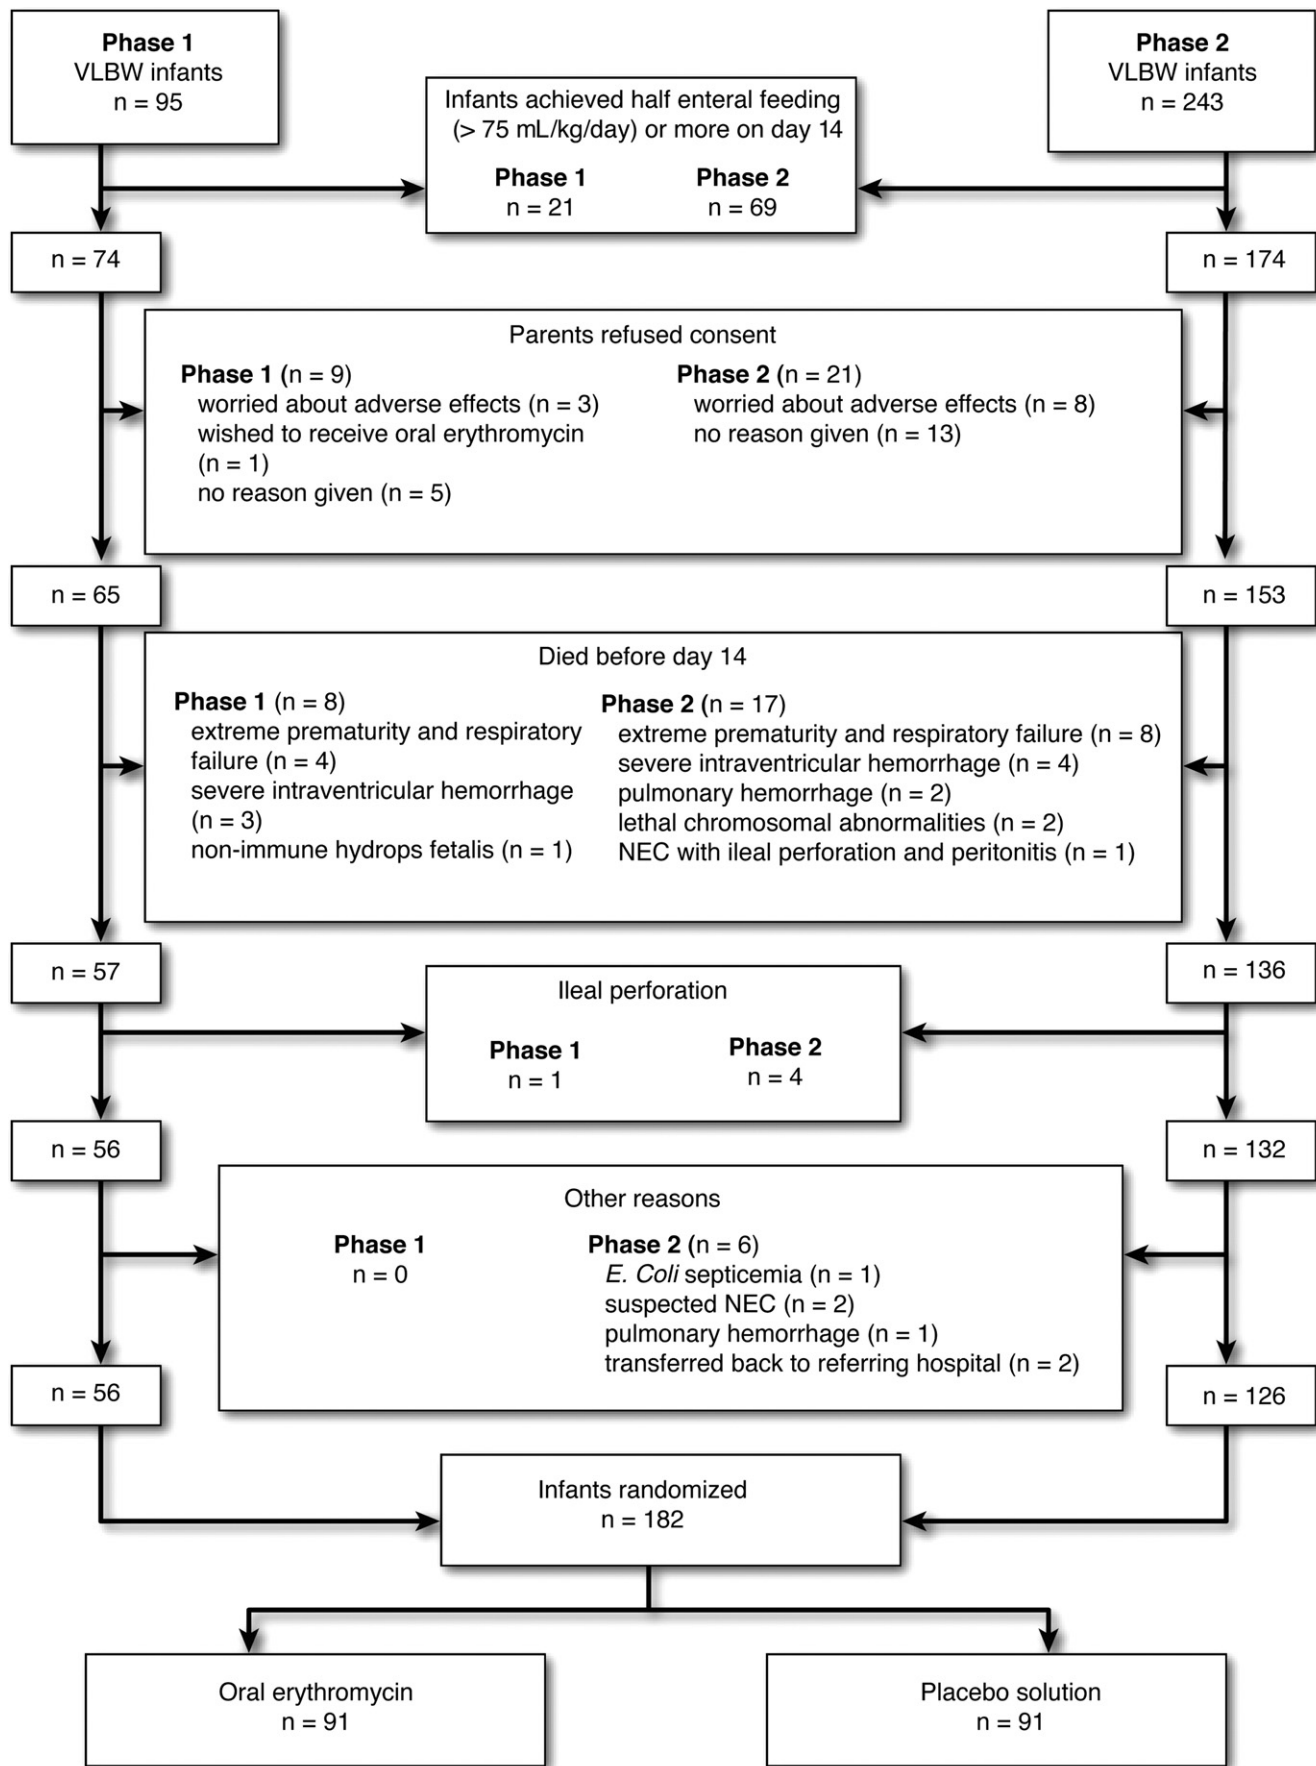 Phase 1
VLBW infants
n = 95
Phase 2
VLBW infants
n = 243
Infants achieved half enteral feeding
(> 75 mL/kg/day) or more on day 14
Phase 1
n = 21
Phase 2
n = 69
n = 74
n = 174
Parents refused consent
Phase 1 (n = 9)
worried about adverse effects (n = 3)
wished to receive oral erythromycin
(n = 1)
no reason given (n = 5)
Phase 2 (n = 21)
worried about adverse effects (n = 8)
no reason given (n = 13)
n = 65
n = 153
Died before day 14
Phase 1 (n = 8)
extreme prematurity and respiratory
failure (n = 4)
severe intraventricular hemorrhage
(n = 3)
non-immune hydrops fetalis (n = 1)
Phase 2 (n = 17)
extreme prematurity and respiratory failure (n = 8)
severe intraventricular hemorrhage (n = 4)
pulmonary hemorrhage (n = 2)
lethal chromosomal abnormalities (n = 2)
NEC with ileal perforation and peritonitis (n = 1)
n = 57
n = 136
Ileal perforation
Phase 1
n = 1
Phase 2
n = 4
n = 56
n = 132
Other reasons
Phase 1
n = 0
Phase 2 (n = 6)
E. Coli septicemia (n = 1)
suspected NEC (n = 2)
pulmonary hemorrhage (n = 1)
transferred back to referring hospital (n = 2)
n = 56
n = 126
Infants randomized
n = 182
Oral erythromycin
n = 91
Placebo solution
n = 91